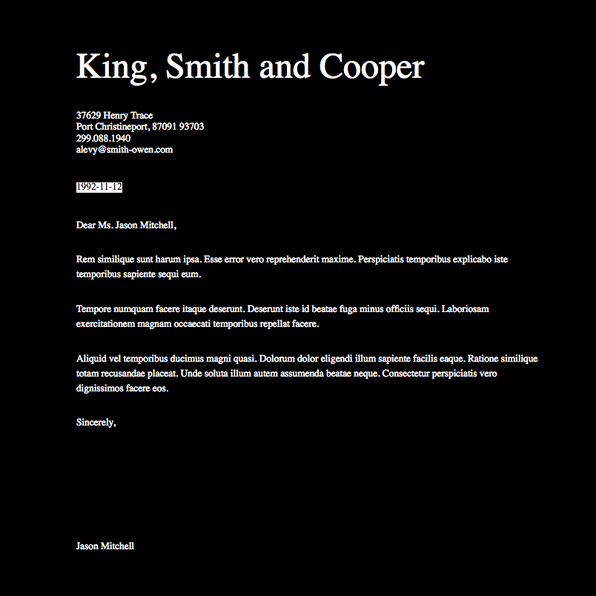 King, Smith and Cooper
37629 Henry Trace
Port Christineport, 87091 93703
299.088.1940
alevy@smith-owen.com
1992-11-12
Dear Ms. Jason Mitchell,
Rem similique sunt harum ipsa. Esse error vero reprehenderit maxime. Perspiciatis temporibus explicabo iste
temporibus sapiente sequi eum.
Tempore numquam facere itaque deserunt. Deserunt iste id beatae fuga minus officiis sequi. Laboriosam
exercitationem magnam occaecati temporibus repellat facere.
Aliquid vel temporibus ducimus magni quasi. Dolorum dolor eligendi illum sapiente facilis eaque. Ratione similique
totam recusandae placeat. Unde soluta illum autem assumenda beatae neque. Consectetur perspiciatis vero
dignissimos facere eos.
Sincerely,
Jason Mitchell